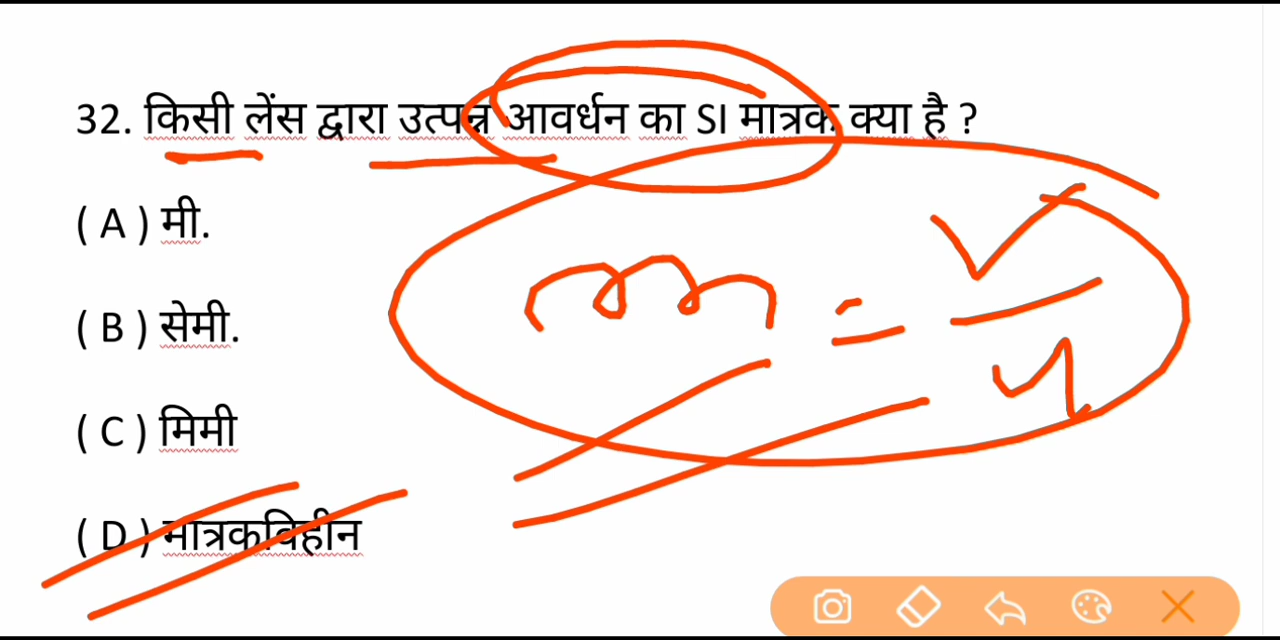 32. किसी लेंस द्वारा उत्पन्न आवर्धन का SI मात्रक क्या है ?
( A ) मी.
( B ) सेमी.
m = v/u
( C ) मिमी
( D ) मात्रकविहीन